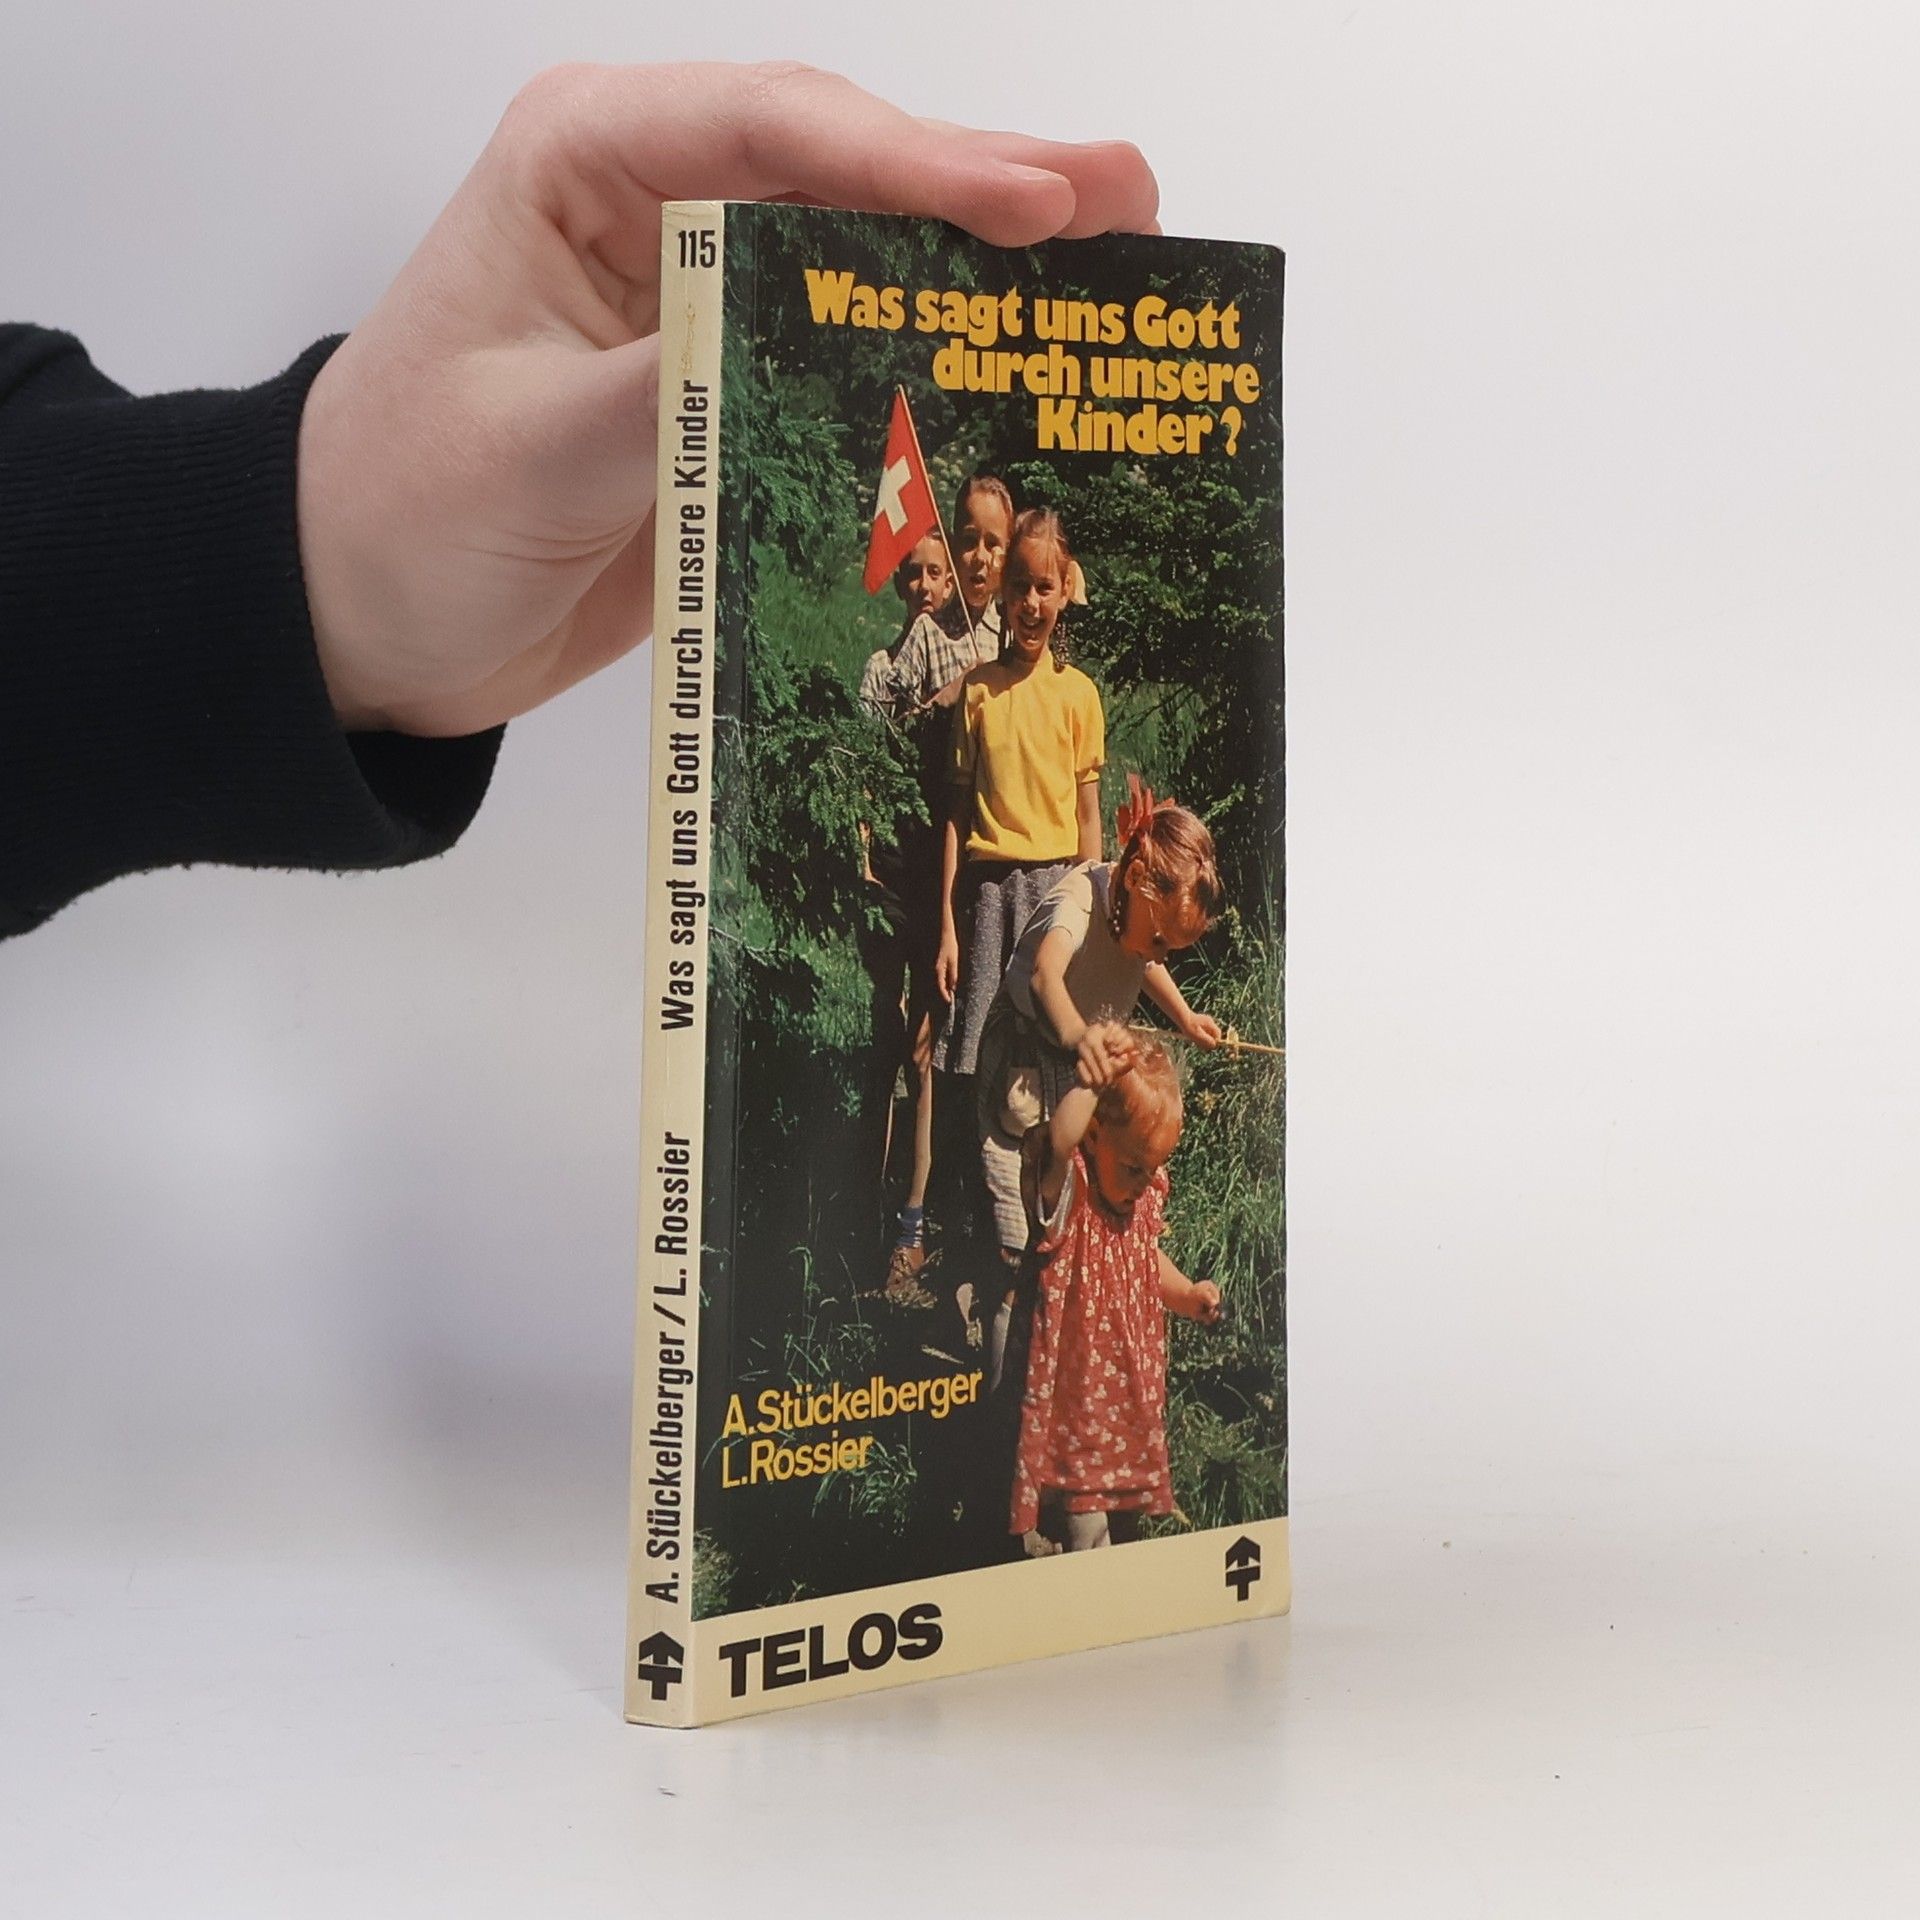 115
Was sagt uns Gott durch unsere Kinder
A. Stückelberger / L. Rossier
Was sagt uns Gott
durch unsere
Kinder?
A.Stückelberger
L.Rossier
TELOS